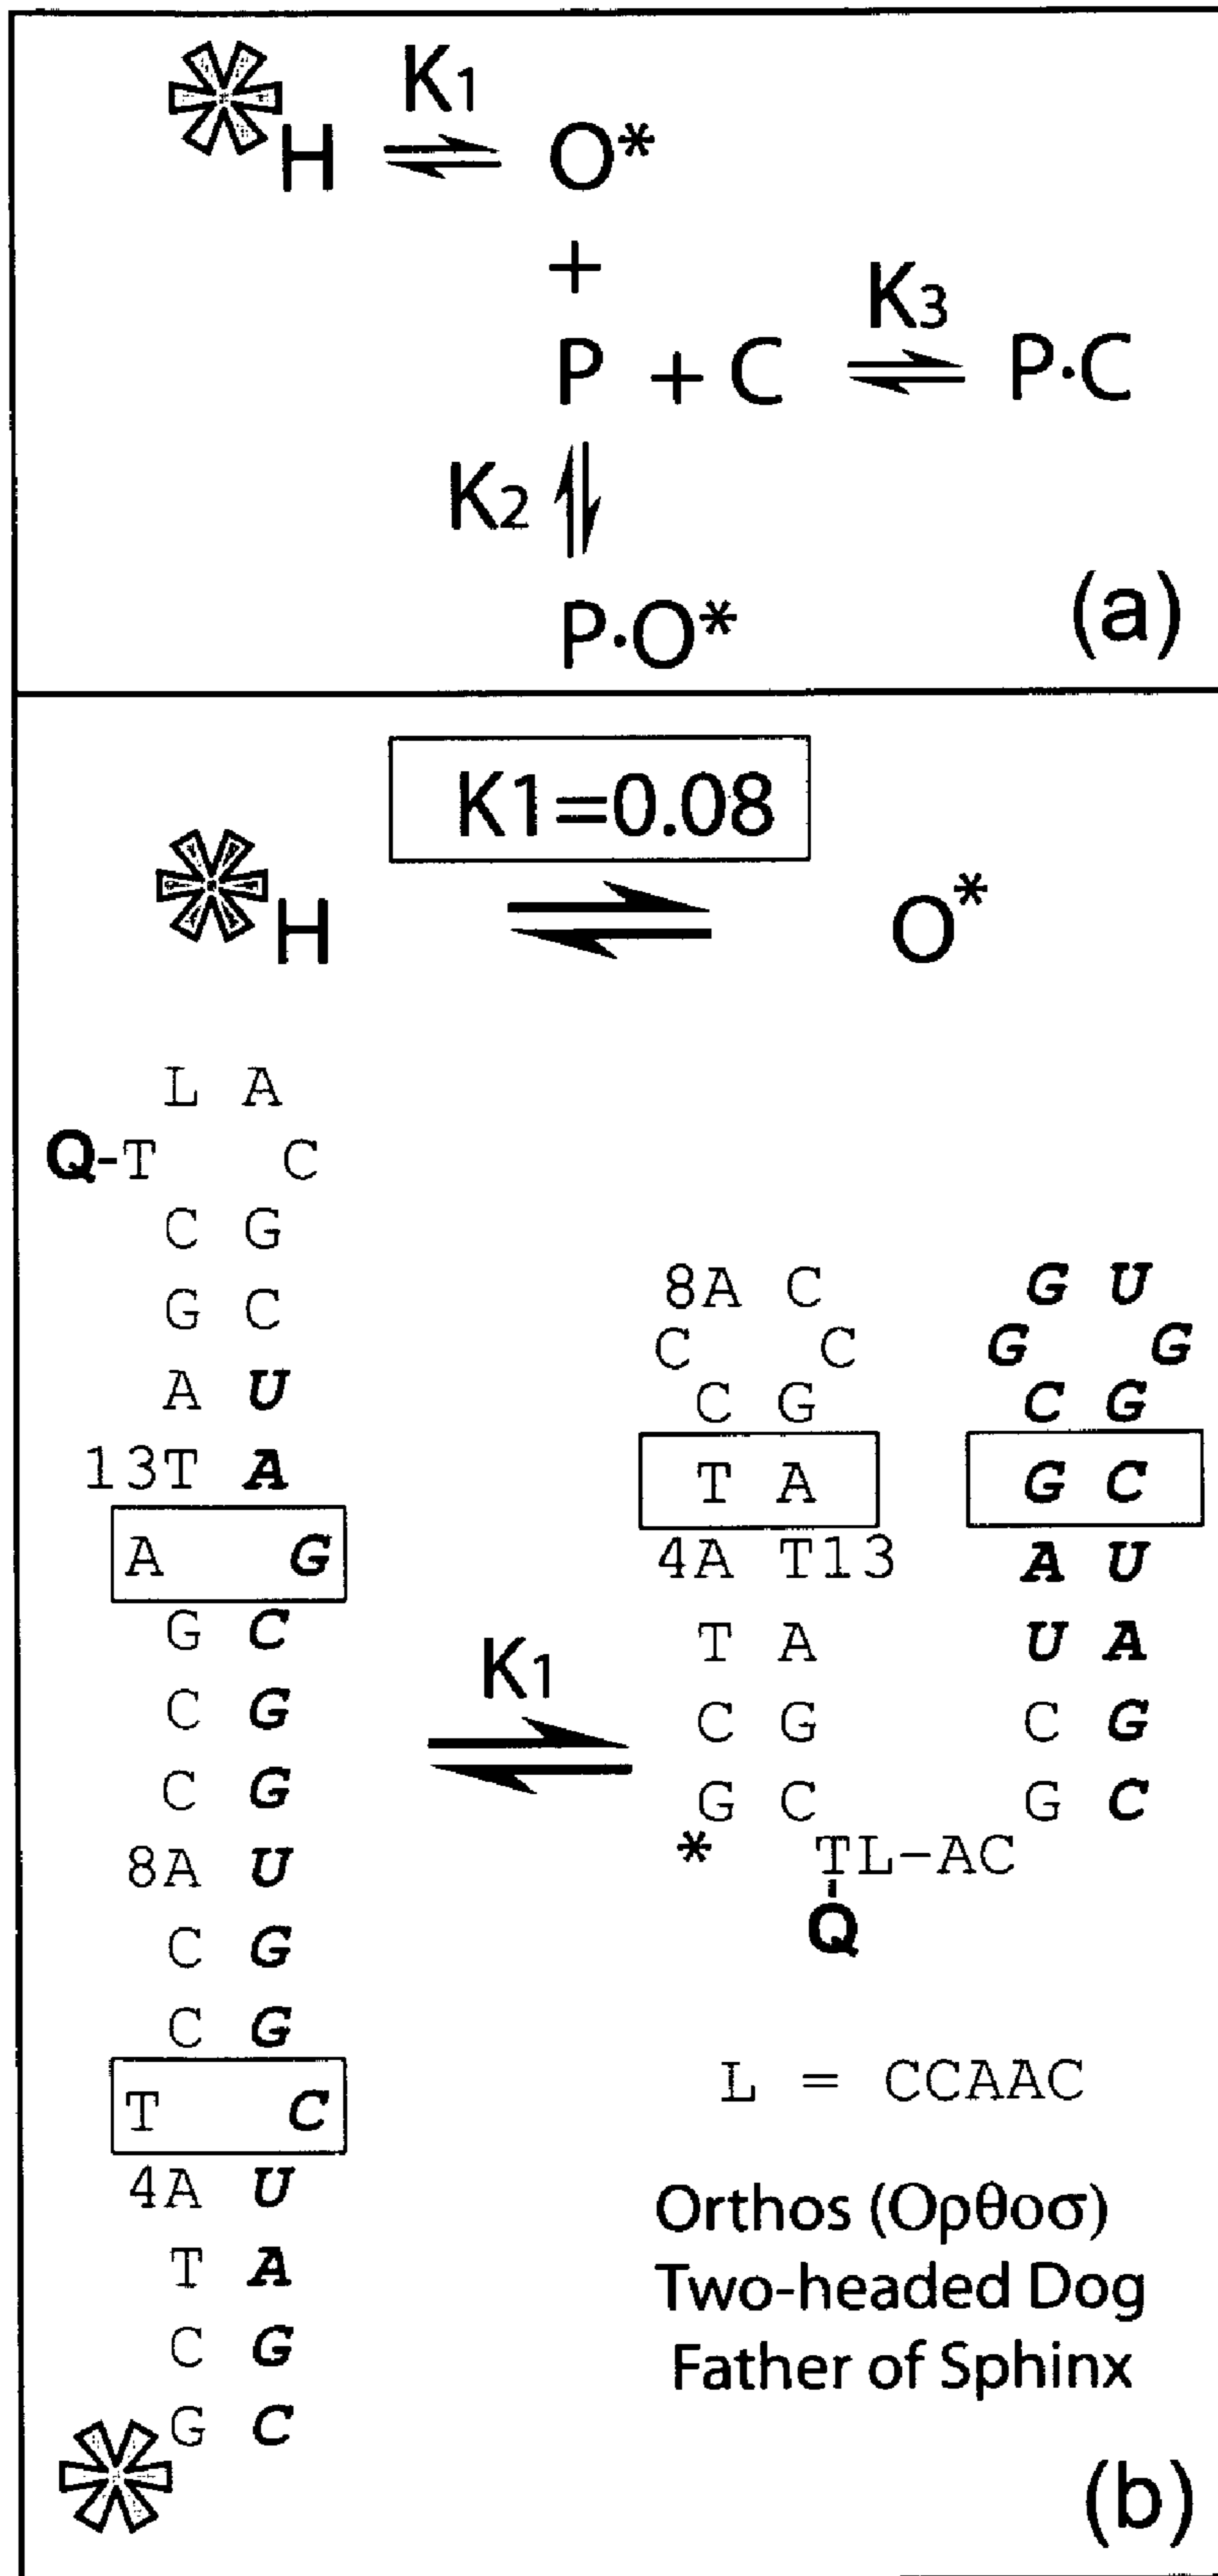 K1
H ⇌ O*
+
P + C ⇌ P·C
K3
K2
P·O*
(a)
K1=0.08
H ⇌ O*
L A
Q-T C
C G
G C
A U
13T A
A G
G C
C G
C G
8A U
C G
C G
T C
4A U
T A
C G
G C
K1
8A C
C C
C G
T A
4A T13
T A
C G
G C
* TL-AC
Q
G U
G G
C G
G C
A U
U A
C G
G C
L = CCAAC
Orthos (Ορθοσ)
Two-headed Dog
Father of Sphinx
(b)